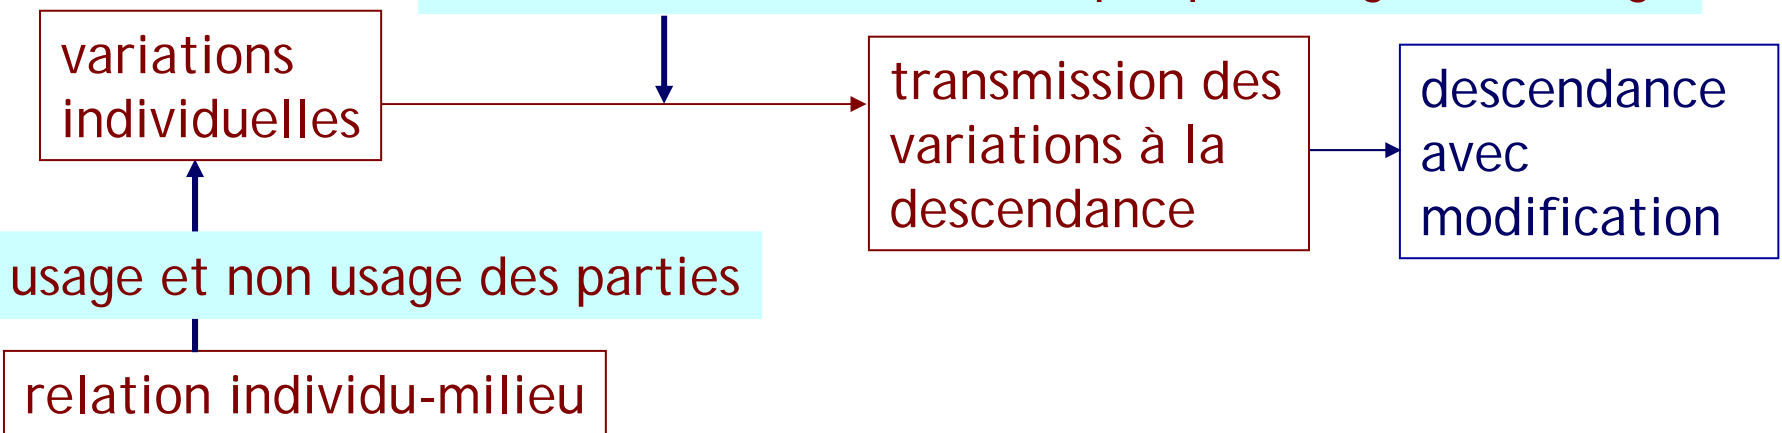 variations
individuelles
transmission des
variations à la
descendance
descendance
avec
modification
usage et non usage des parties
relation individu-milieu